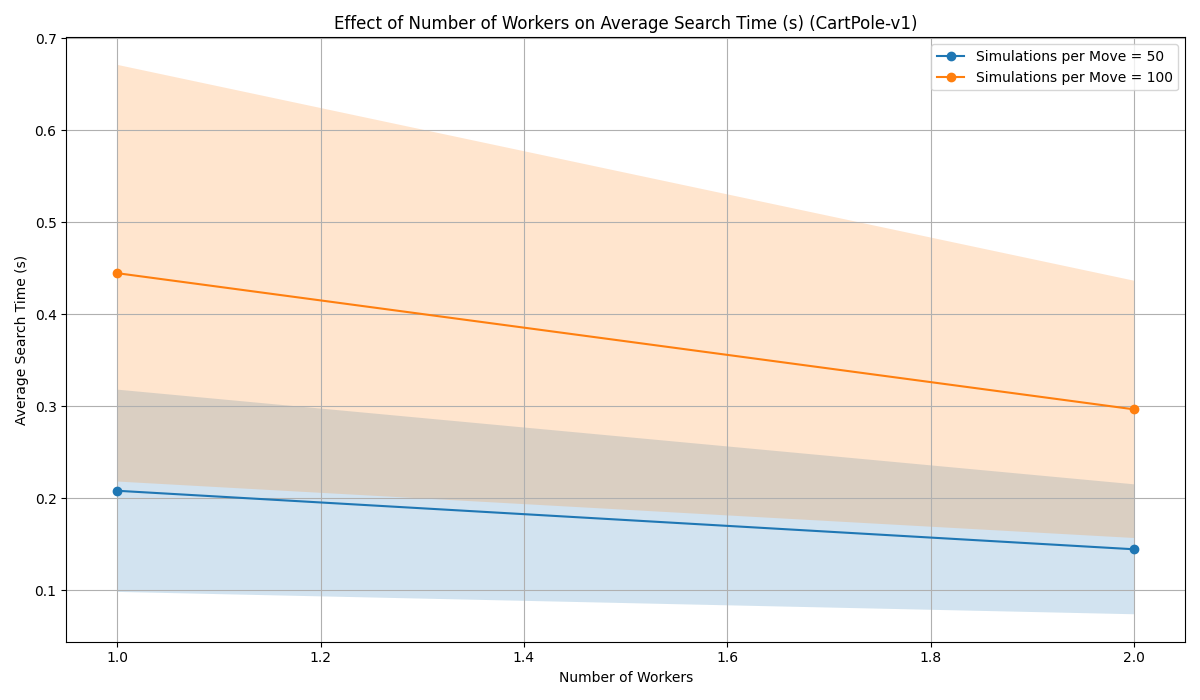 Effect of Number of Workers on Average Search Time (s) (CartPole-v1)
Simulations per Move = 50
Simulations per Move = 100
Average Search Time (s)
0.7
0.6
0.5
0.4
0.3
0.2
0.1
1.0 1.2 1.4 1.6 1.8 2.0
Number of Workers